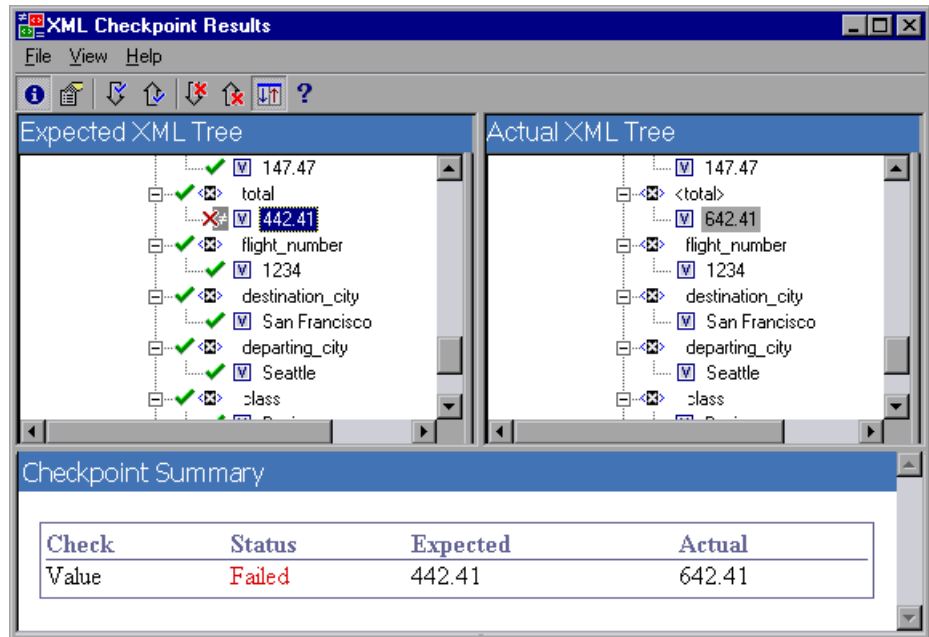 XML Checkpoint Results
File View Help
Expected XML Tree
147.47
total
442.41
flight_number
1234
destination_city
San Francisco
departing_city
Seattle
class
Actual XML Tree
147.47
<total>
642.41
flight_number
1234
destination_city
San Francisco
departing_city
Seattle
class
Checkpoint Summary
Check Status Expected Actual
Value Failed 442.41 642.41